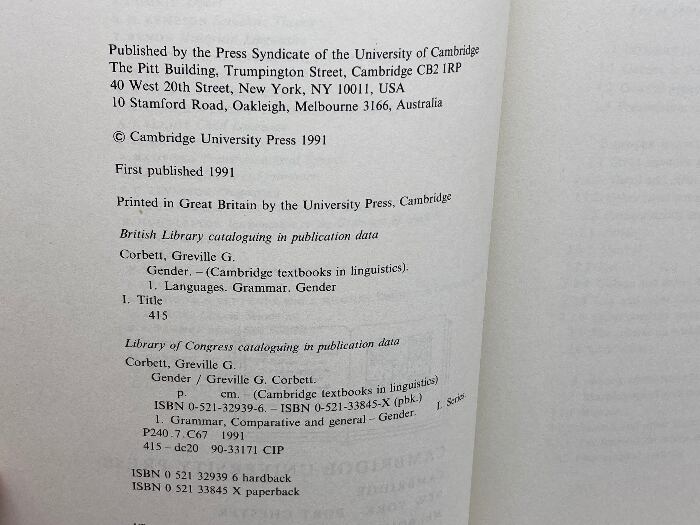 Published by the Press Syndicate of the University of Cambridge
The Pitt Building, Trumpington Street, Cambridge CB2 1RP
40 West 20th Street, New York, NY 10011, USA
10 Stamford Road, Oakleigh, Melbourne 3166, Australia
© Cambridge University Press 1991
First published 1991
Printed in Great Britain by the University Press, Cambridge
British Library cataloguing in publication data
Corbett, Greville G.
Gender. – (Cambridge textbooks in linguistics).
1. Languages. Grammar. Gender
I. Title
415
Library of Congress cataloguing in publication data
Corbett, Greville G.
Gender / Greville G. Corbett.
p. cm. – (Cambridge textbooks in linguistics)
ISBN 0-521-32939-6. – ISBN 0-521-33845-X (pbk.)
1. Grammar, Comparative and general – Gender. I. Series.
P240.7.C67 1991
415 – dc20 90-33171 CIP
ISBN 0 521 32939 6 hardback
ISBN 0 521 33845 X paperback